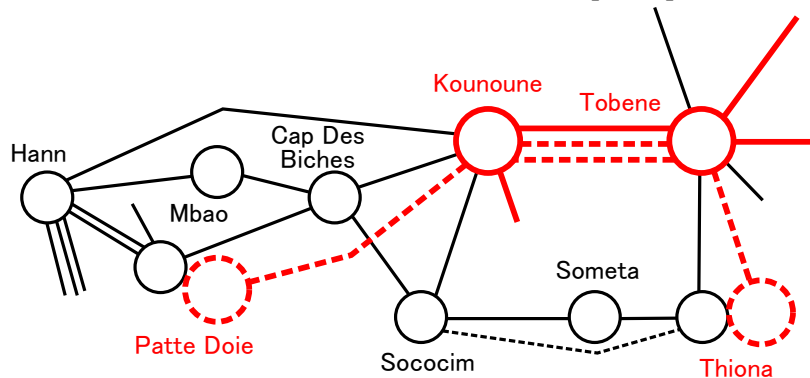 Kounoune
Tobene
Hann
Cap Des
Biches
Mbao
Someta
Patte Doie
Sococim
Thiona